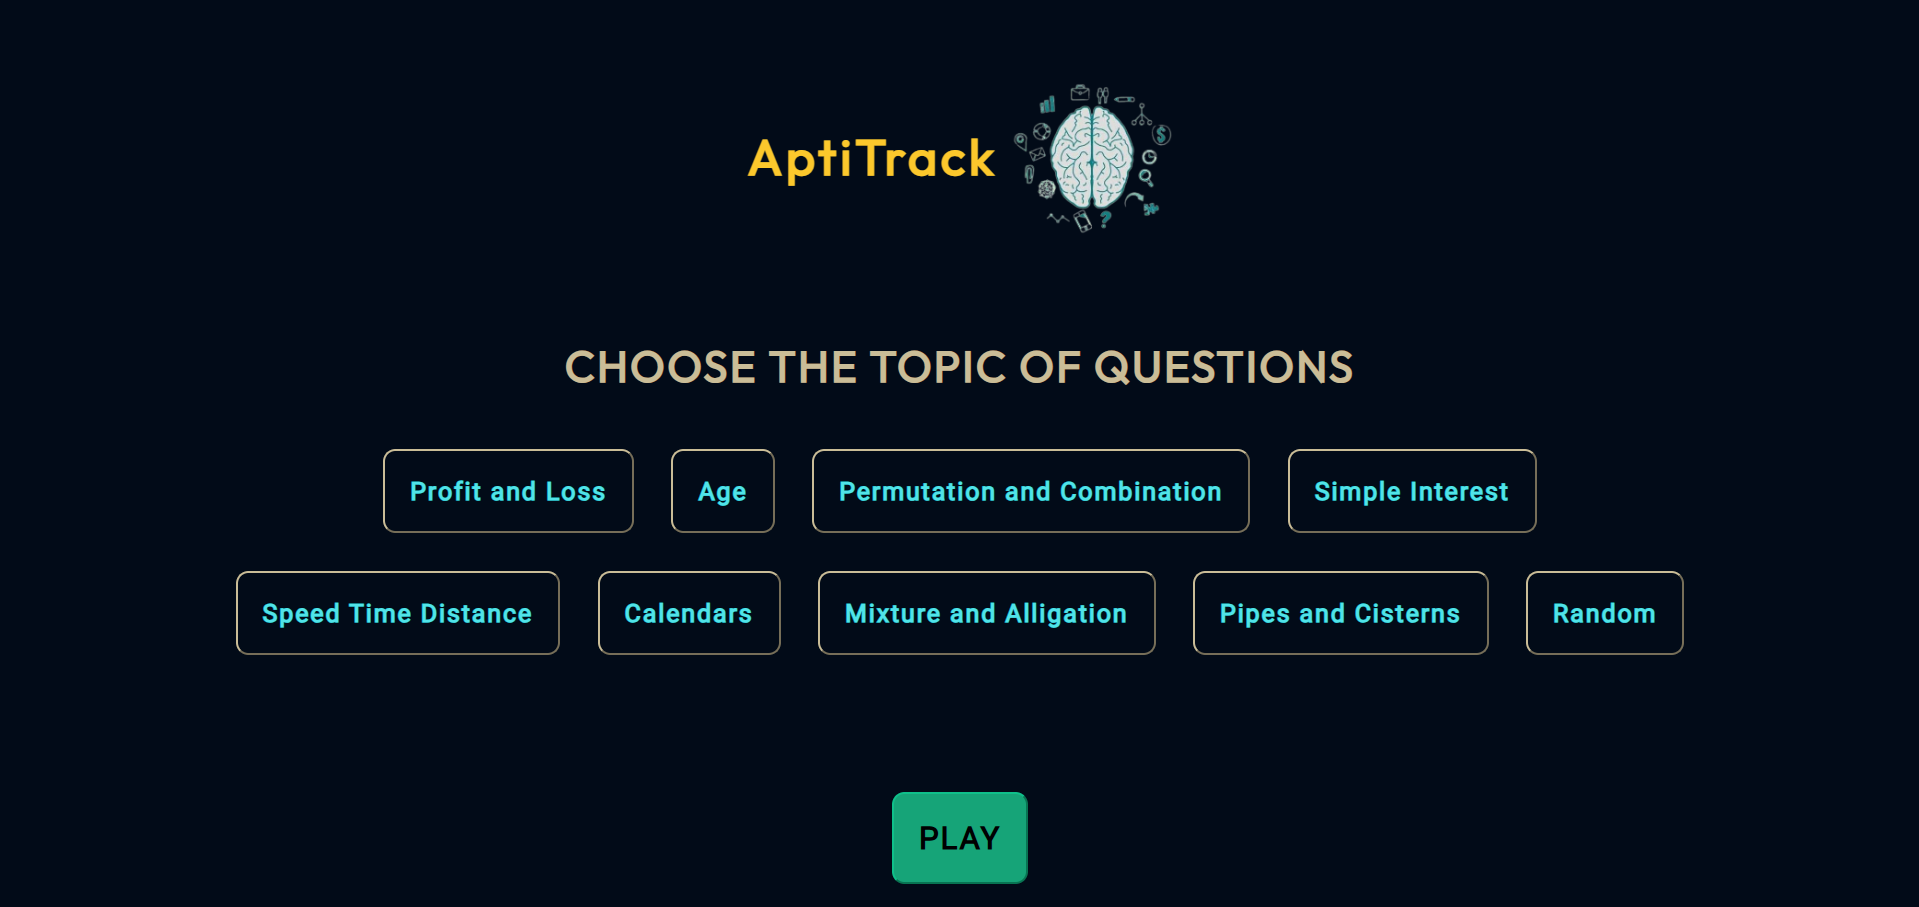 AptiTrack
CHOOSE THE TOPIC OF QUESTIONS
Profit and Loss
Age
Permutation and Combination
Simple Interest
Speed Time Distance
Calendars
Mixture and Alligation
Pipes and Cisterns
Random
PLAY